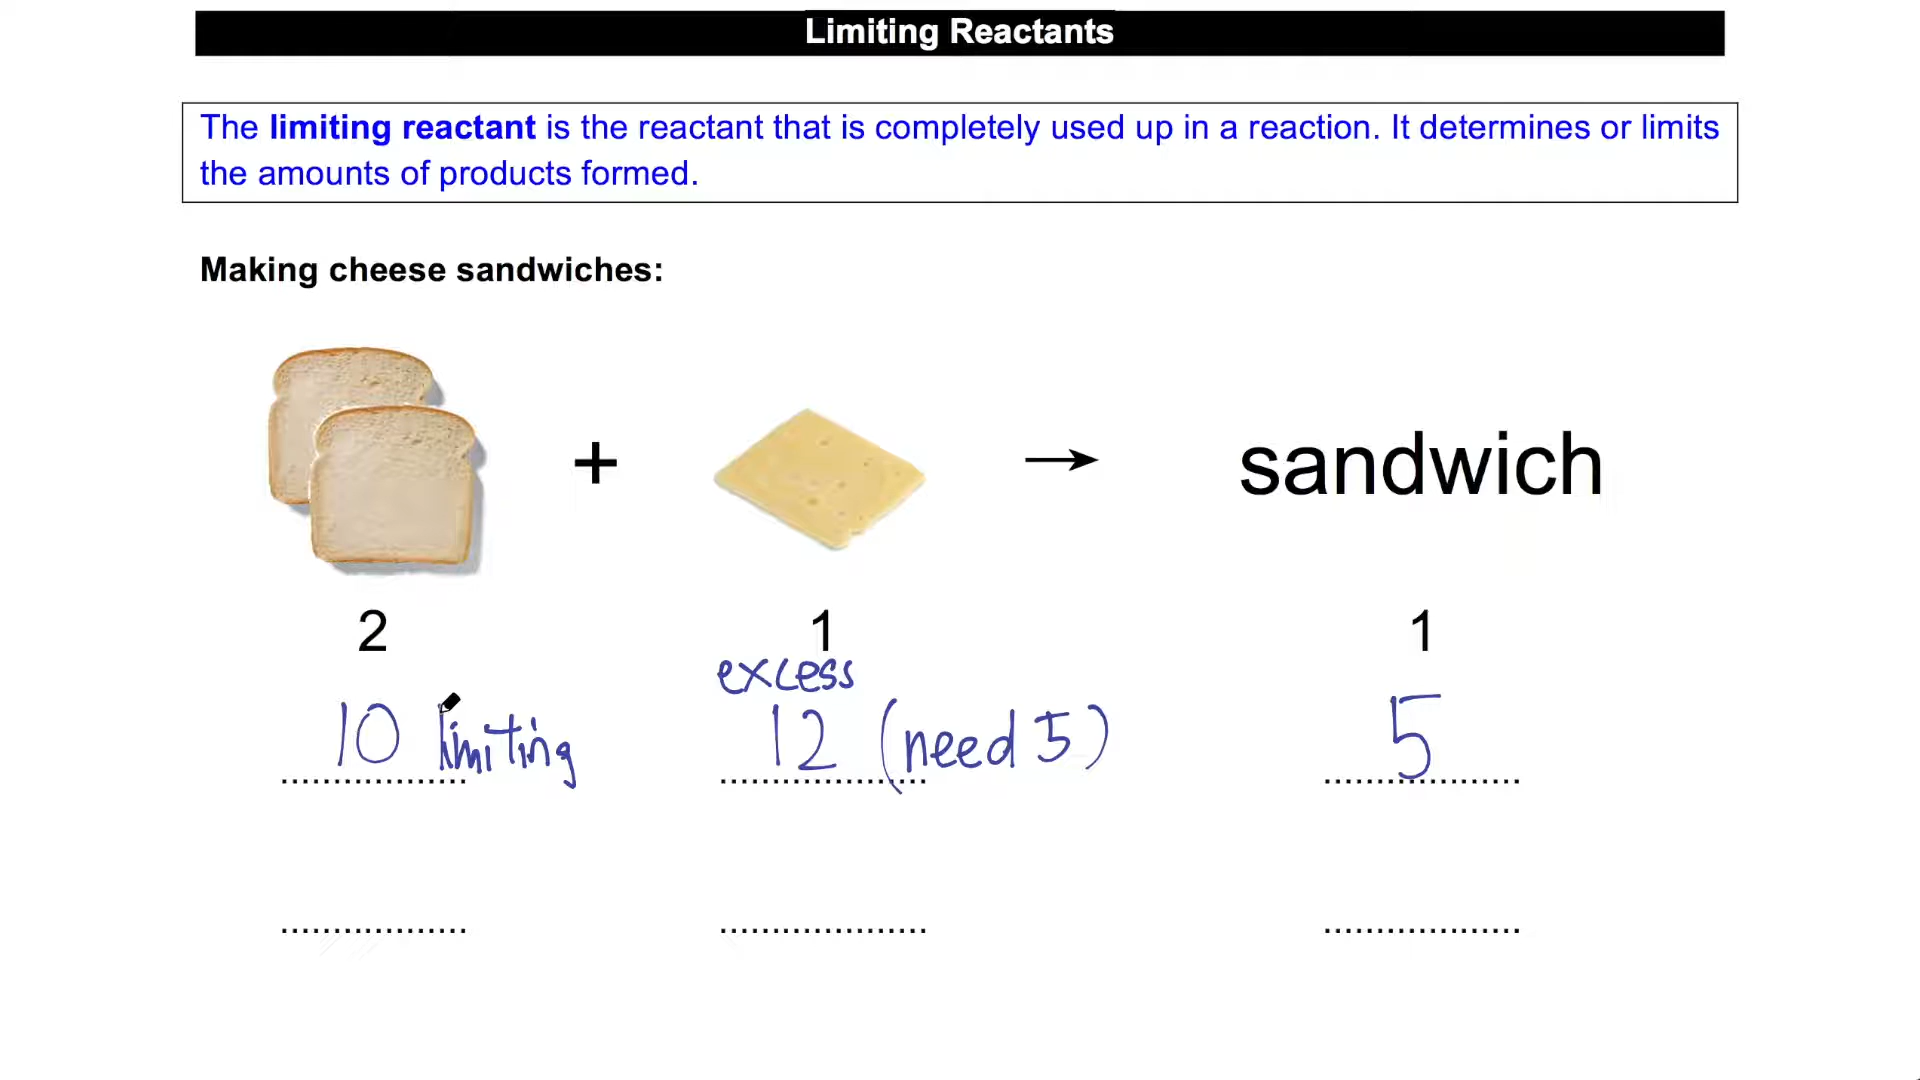 Limiting Reactants
The limiting reactant is the reactant that is completely used up in a reaction. It determines or limits
the amounts of products formed.
Making cheese sandwiches:
+ → sandwich
2 1 1
excess
10 limiting 12 (need 5) 5
.................. .................... ...................
.................. .................... ...................